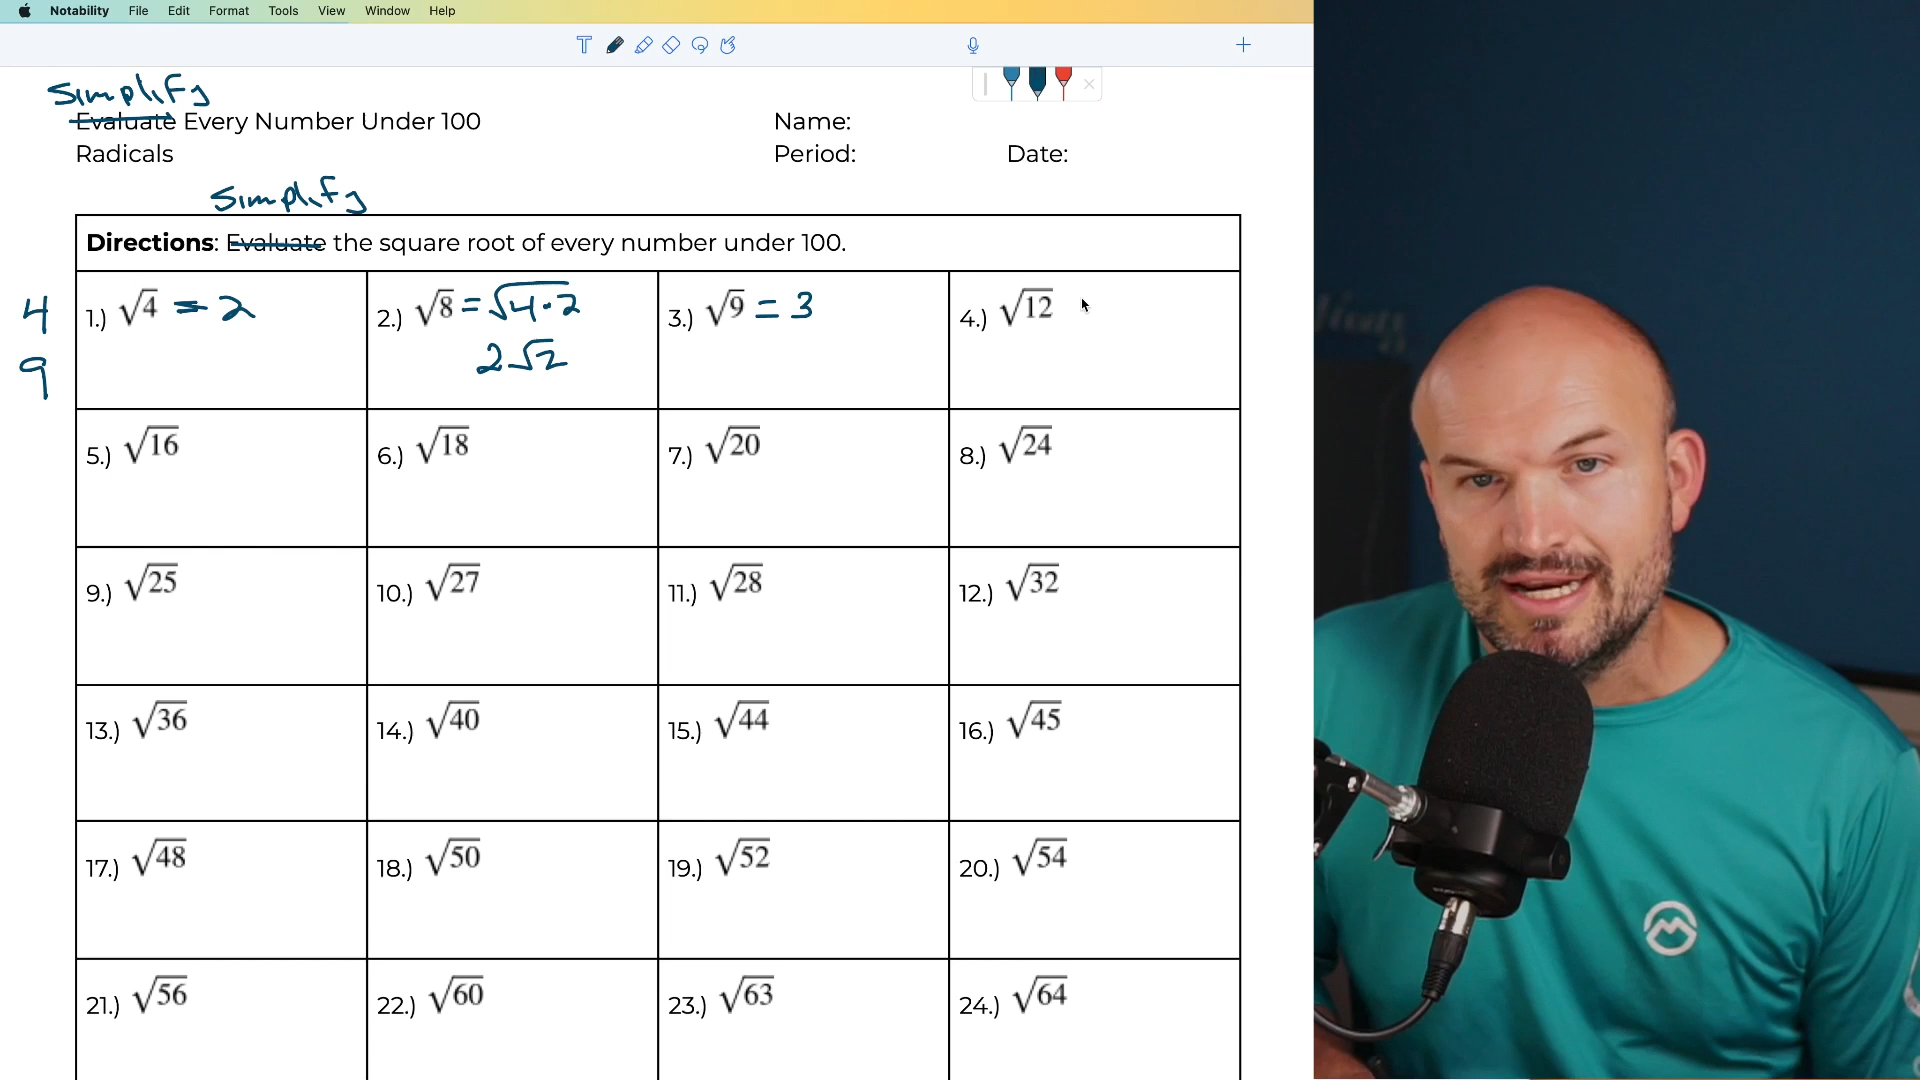 Notability File Edit Format Tools View Window Help
Simplify
Evaluate Every Number Under 100
Radicals
Name:
Period: Date:
Simplify
Directions: Evaluate the square root of every number under 100.
4
9
1.) √4 = 2
2.) √8 = √4·2
2√2
3.) √9 = 3
4.) √12
5.) √16
6.) √18
7.) √20
8.) √24
9.) √25
10.) √27
11.) √28
12.) √32
13.) √36
14.) √40
15.) √44
16.) √45
17.) √48
18.) √50
19.) √52
20.) √54
21.) √56
22.) √60
23.) √63
24.) √64